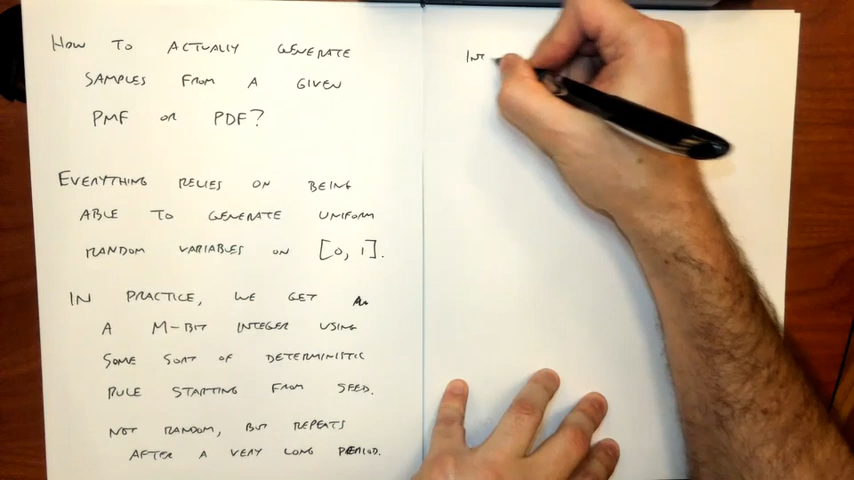 HOW TO ACTUALLY GENERATE
SAMPLES FROM A GIVEN
PMF OR PDF?
EVERYTHING RELIES ON BEING
ABLE TO GENERATE UNIFORM
RANDOM VARIABLES ON [0, 1].
IN PRACTICE, WE GET
A M-BIT INTEGER USING
SOME SORT OF DETERMINISTIC
RULE STARTING FROM SEED.
NOT RANDOM, BUT REPEATS
AFTER A VERY LONG PERIOD.
INT